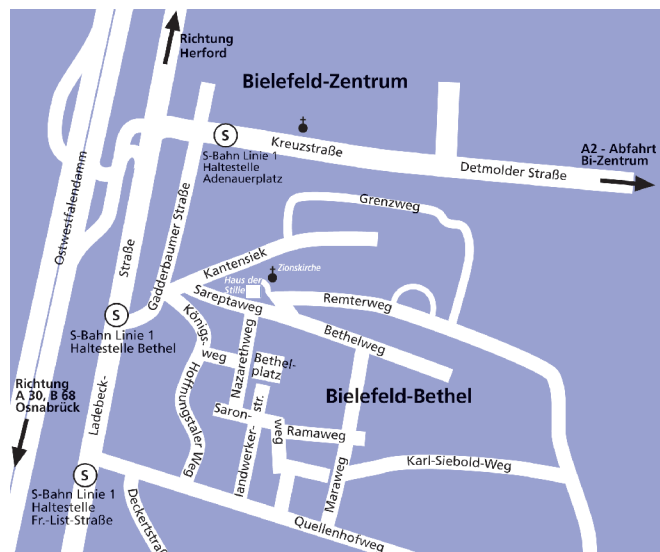 Richtung
Herford
Bielefeld-Zentrum
S
Kreuzstraße
A2 - Abfahrt
Bi-Zentrum
S-Bahn Linie 1
Haltestelle
Adenauerplatz
Detmolder Straße
Ostwestfalendamm
Grenzweg
Straße
Gadderbaumer Straße
Kantensiek
Zionskirche
Haus der
Stille
Sareptaweg
Remterweg
S
S-Bahn Linie 1
Haltestelle Bethel
Königs-
weg
Nazarethweg
Bethelweg
Bethel-
platz
Richtung
A 30, B 68
Osnabrück
Hoffnungstaler Weg
Bielefeld-Bethel
Ladebeck-
Saron-
weg
Handwerker-
str.
Ramaweg
Karl-Siebold-Weg
Maraweg
S
S-Bahn Linie 1
Haltestelle
Fr.-List-Straße
Deckertstraß
Quellenhofweg